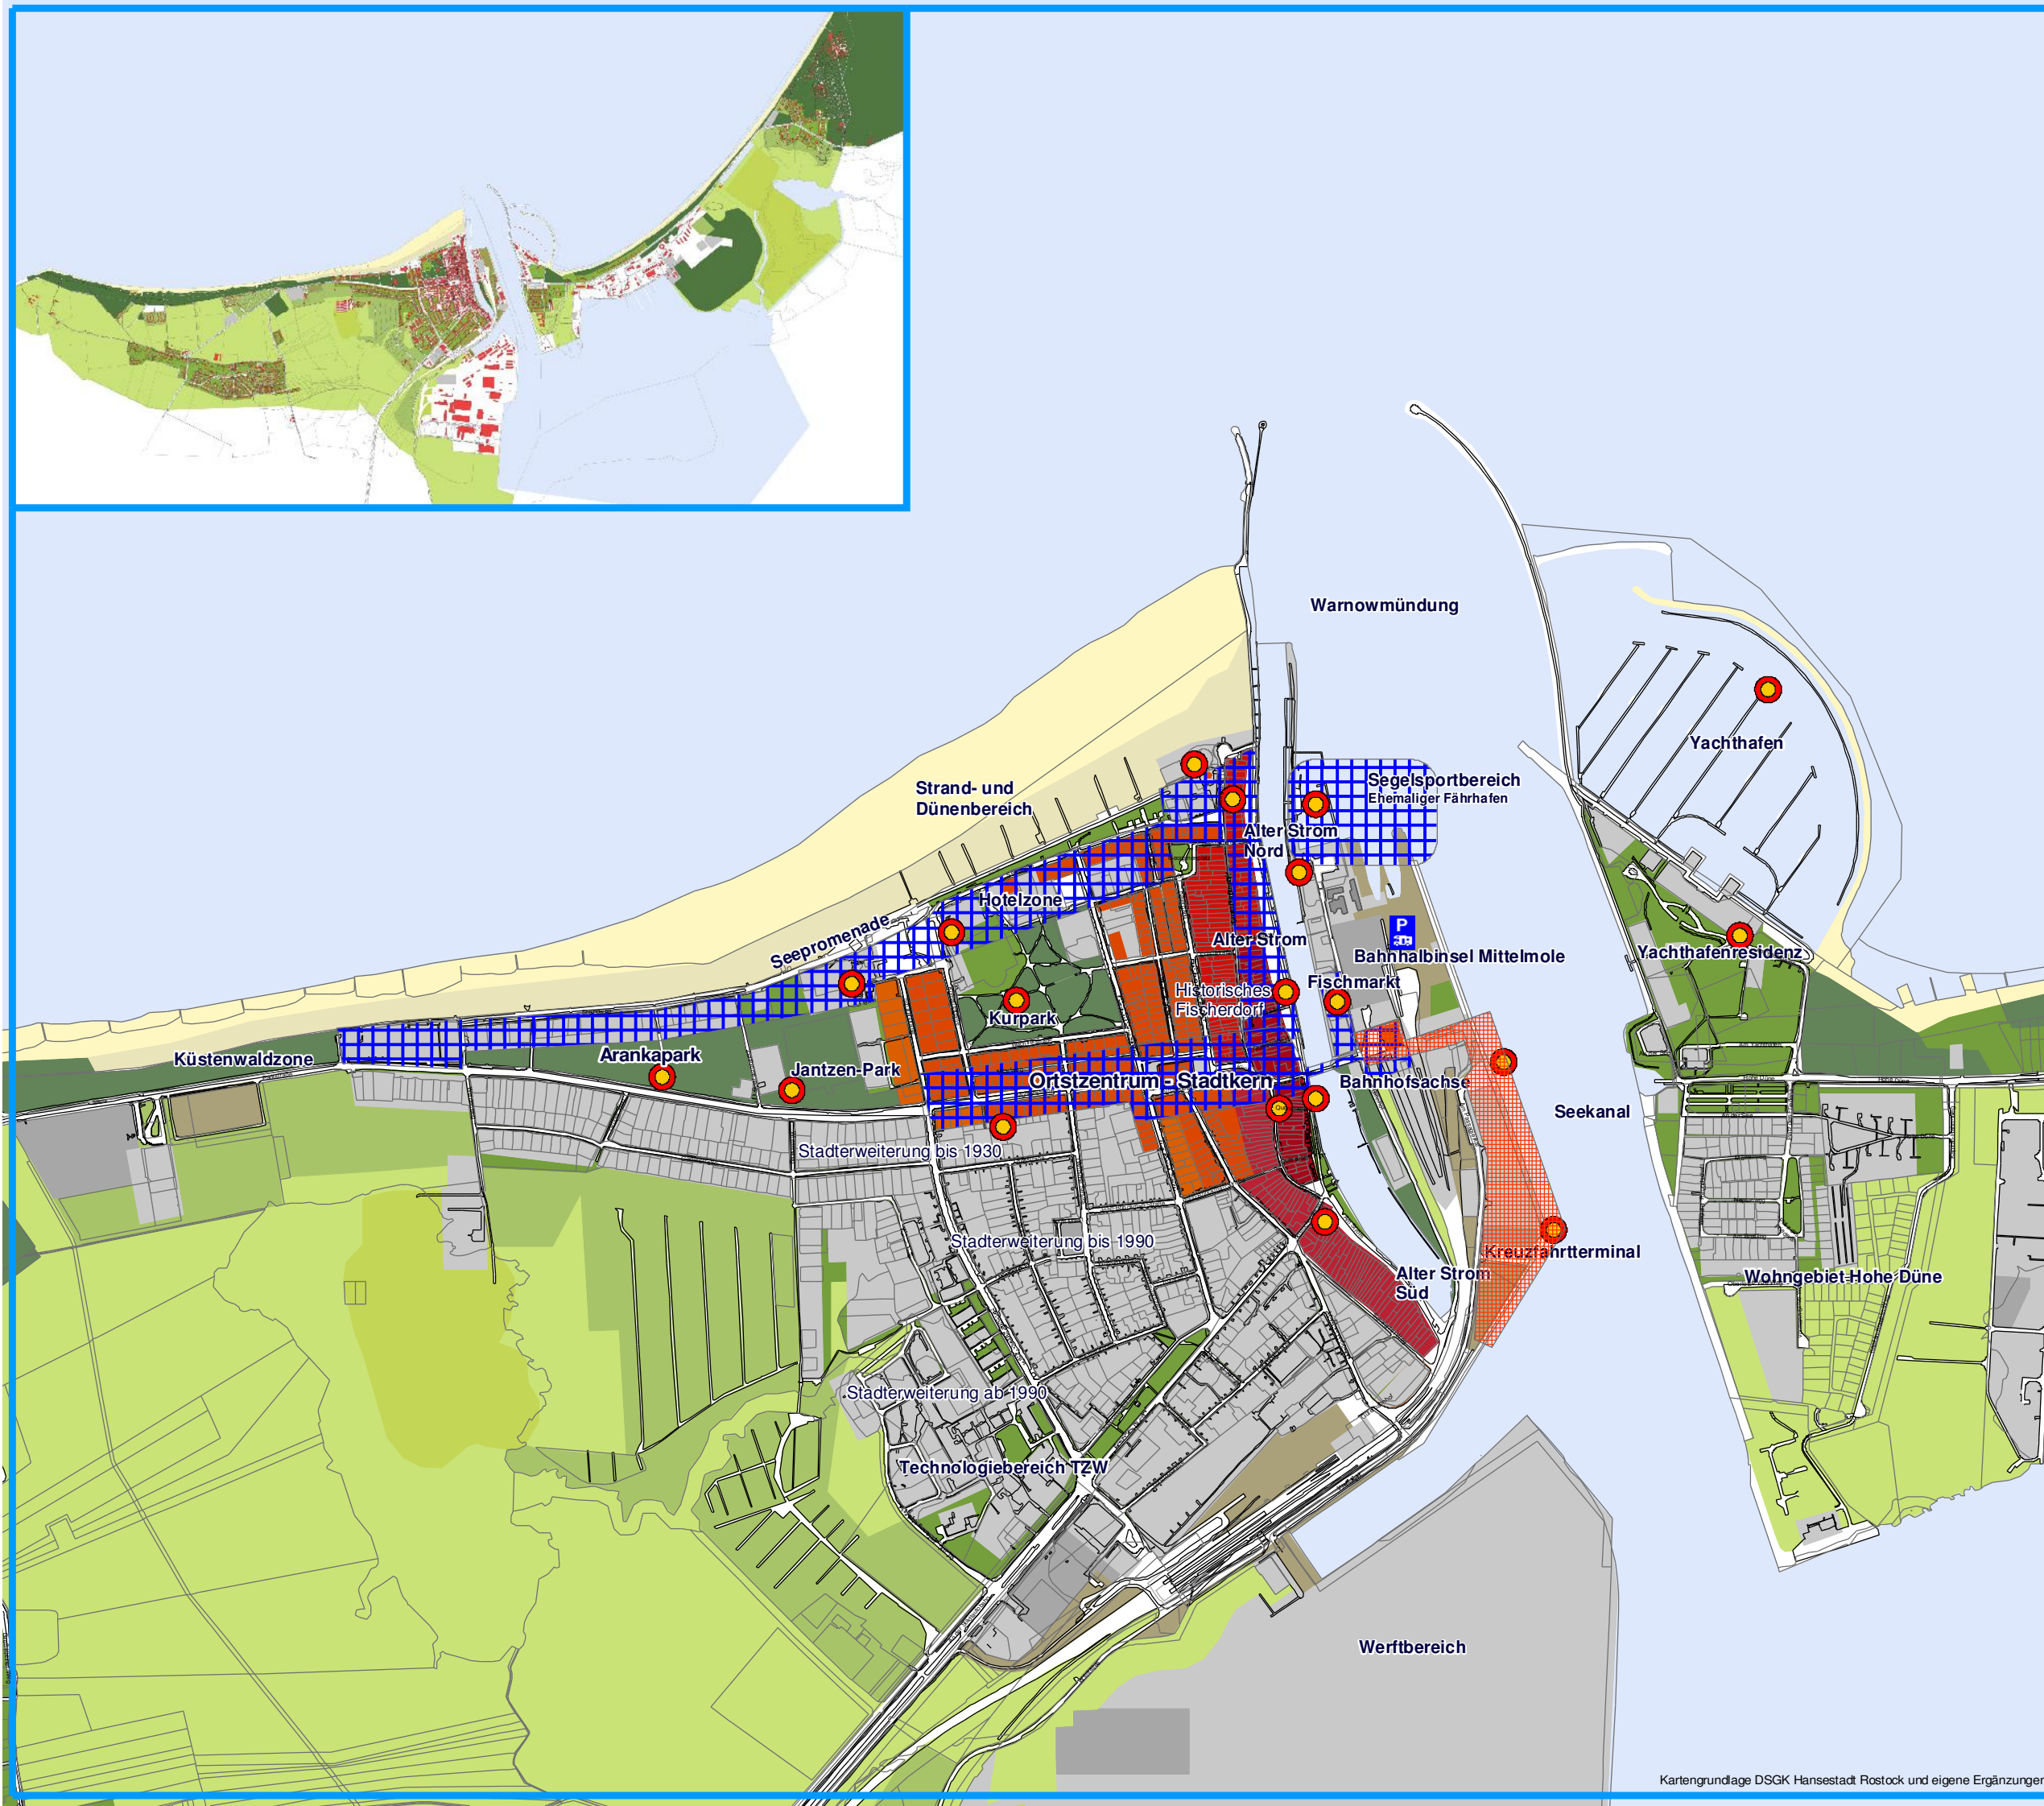 Warnowmündung
Yachthafen
Strand- und
Dünenbereich
Segelsportbereich
Ehemaliger Fährhafen
Alter Strom
Nord
Hotelzone
Seepromenade
P
Alter Strom
Bahnhalbinsel Mittelmole
Yachthafenresidenz
Historisches
Fischerdorf
Fischmarkt
Kurpark
Küstenwaldzone
Arankapark
Jantzen-Park
Ortszentrum - Stadtkern
Bahnhofsachse
Seekanal
Stadterweiterung bis 1930
Stadterweiterung bis 1990
Kreuzfahrtterminal
Alter Strom
Süd
Wohngebiet Hohe Düne
Stadterweiterung ab 1990
Technologiebereich TZW
Werftbereich
Kartengrundlage DSGK Hansestadt Rostock und eigene Ergänzungen